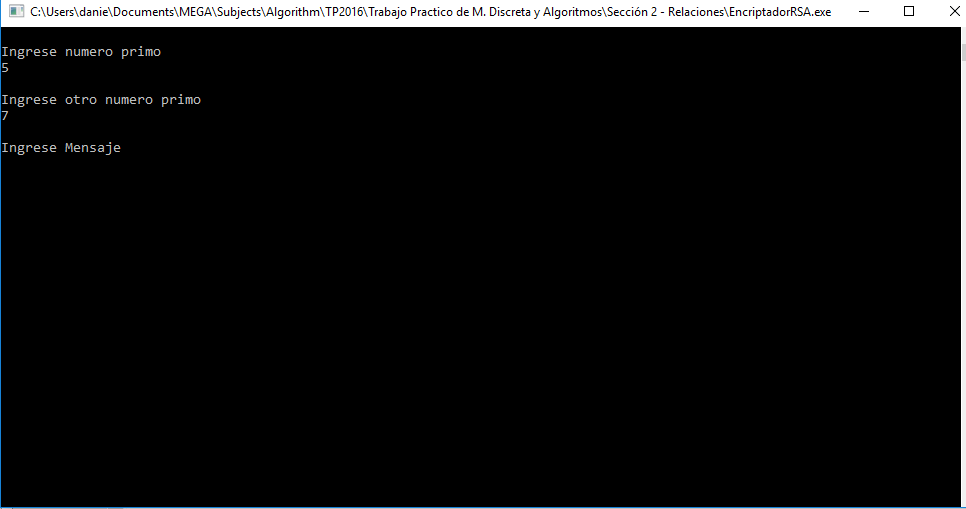 C:\Users\danie\Documents\MEGA\Subjects\Algorithm\TP2016\Trabajo Practico de M. Discreta y Algoritmos\Sección 2 - Relaciones\EncriptadorRSA.exe
Ingrese numero primo
5
Ingrese otro numero primo
7
Ingrese Mensaje